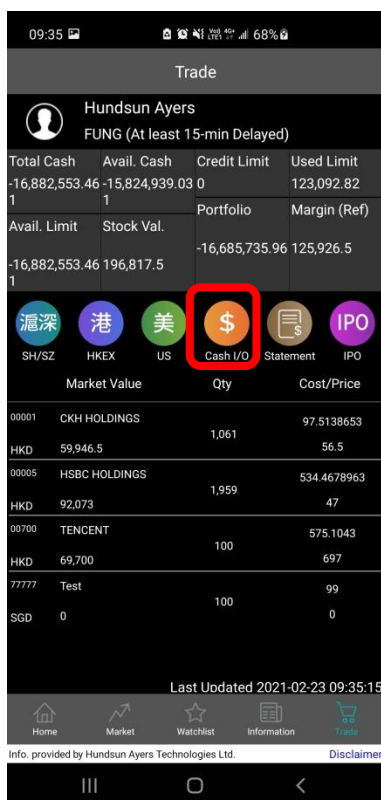 09:35 Vo)) 4G+ LTE1 68%
Trade
Hundsun Ayers
FUNG (At least 15-min Delayed)
Total Cash Avail. Cash Credit Limit Used Limit
-16,882,553.461 -15,824,939.031 0 123,092.82
Avail. Limit Stock Val. Portfolio Margin (Ref)
-16,882,553.461 196,817.5 -16,685,735.96 125,926.5
滬深 港 美 $ $ IPO
SH/SZ HKEX US Cash I/O Statement IPO
Market Value Qty Cost/Price
00001 CKH HOLDINGS 97.5138653
1,061
HKD 59,946.5 56.5
00005 HSBC HOLDINGS 534.4678963
1,959
HKD 92,073 47
00700 TENCENT 575.1043
100
HKD 69,700 697
77777 Test 99
100
SGD 0 0
Last Updated 2021-02-23 09:35:15
Home Market Watchlist Information Trade
Info. provided by Hundsun Ayers Technologies Ltd. Disclaimer